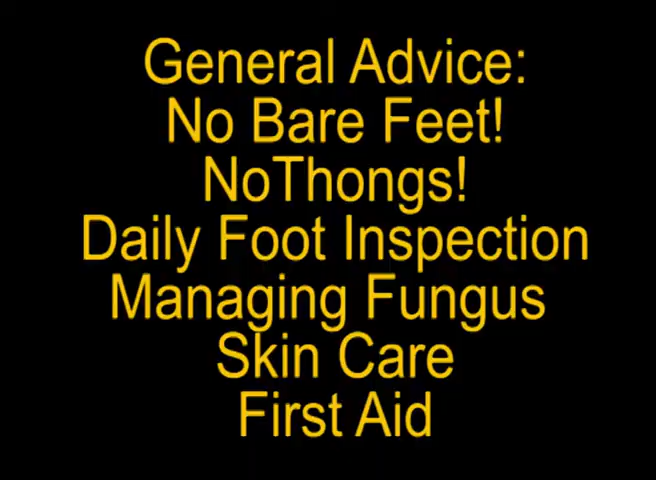 General Advice:
No Bare Feet!
NoThongs!
Daily Foot Inspection
Managing Fungus
Skin Care
First Aid